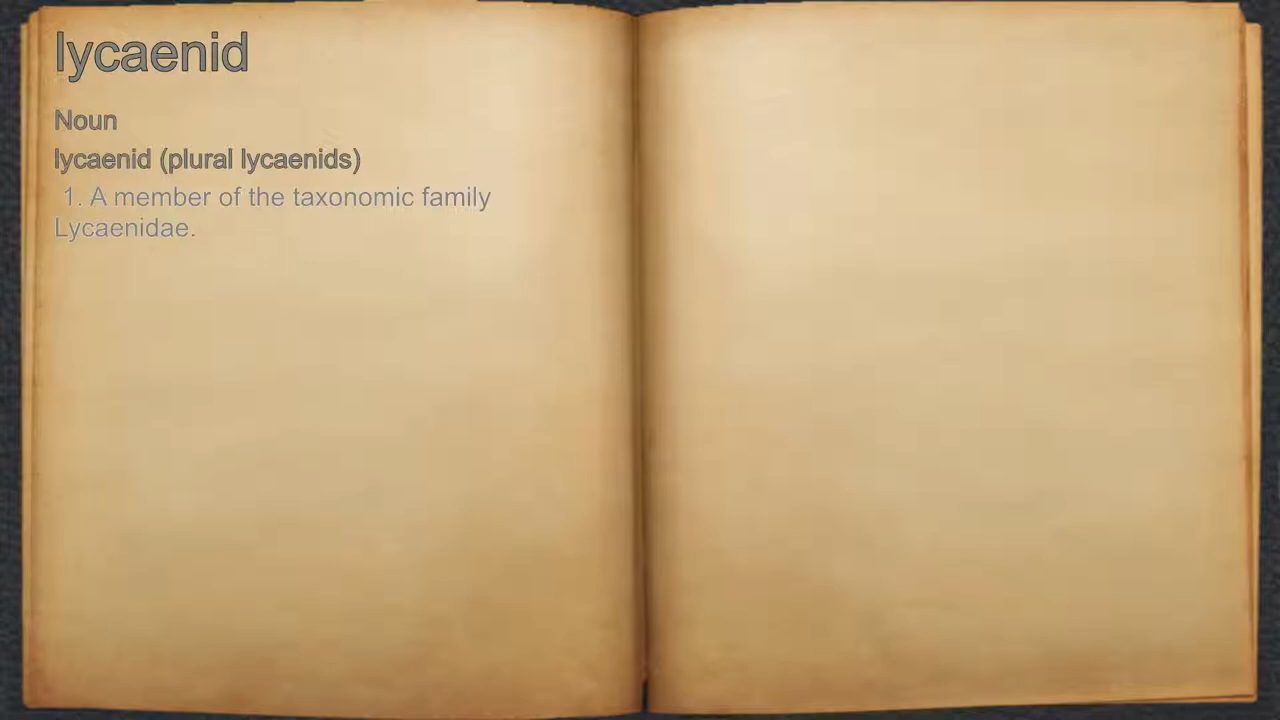 lycaenid
Noun
lycaenid (plural lycaenids)
1. A member of the taxonomic family
Lycaenidae.